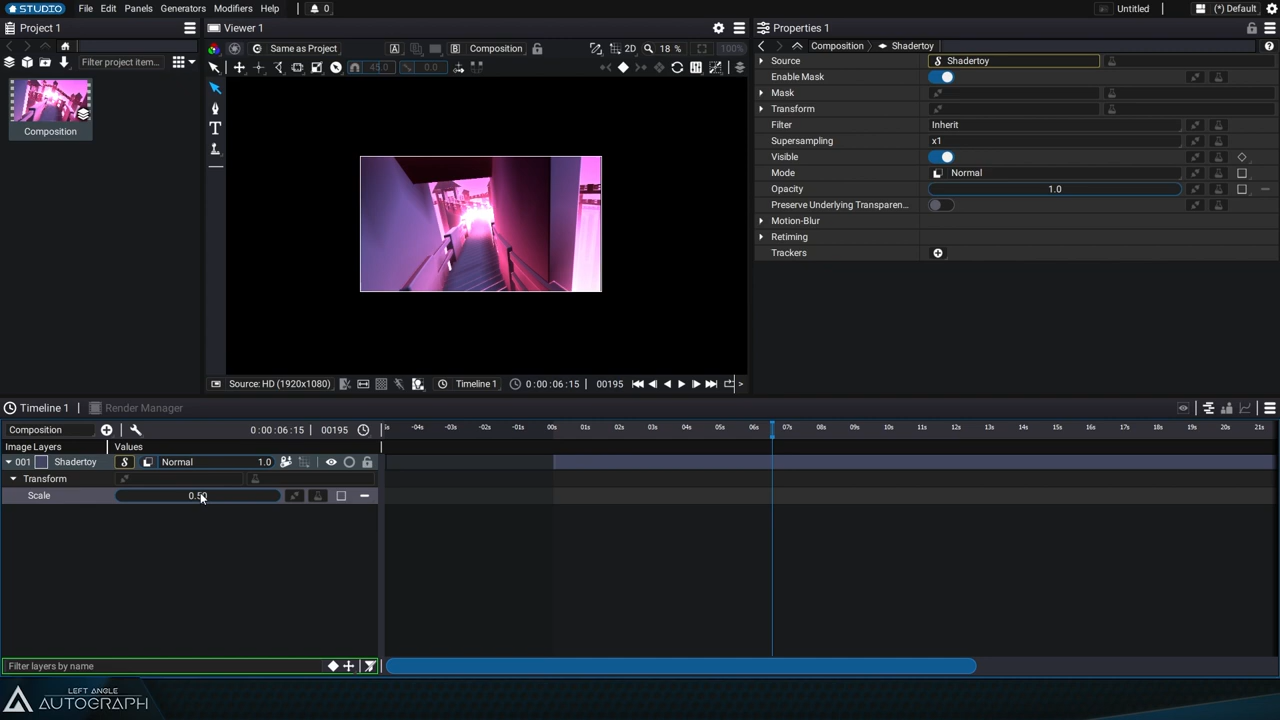 STUDIO File Edit Panels Generators Modifiers Help 0 Untitled (*) Default
Project 1
Filter project item...
Composition
Viewer 1
Same as Project A B Composition 2D 18 % 100%
45.0 0.0
T
Source: HD (1920x1080) Timeline 1 0:00:06:15 00195
Properties 1
Composition Shadertoy
Source Shadertoy
Enable Mask
Mask
Transform
Filter Inherit
Supersampling x1
Visible
Mode Normal
Opacity 1.0
Preserve Underlying Transparen...
Motion-Blur
Retiming
Trackers
Timeline 1 Render Manager
Composition 0:00:06:15 00195
-04s -03s -02s -01s 00s 01s 02s 03s 04s 05s 06s 07s 08s 09s 10s 11s 12s 13s 14s 15s 16s 17s 18s 19s 20s 21s
Image Layers Values
001 Shadertoy Normal 1.0
Transform
Scale 0.50
Filter layers by name
LEFT ANGLE
AUTOGRAPH